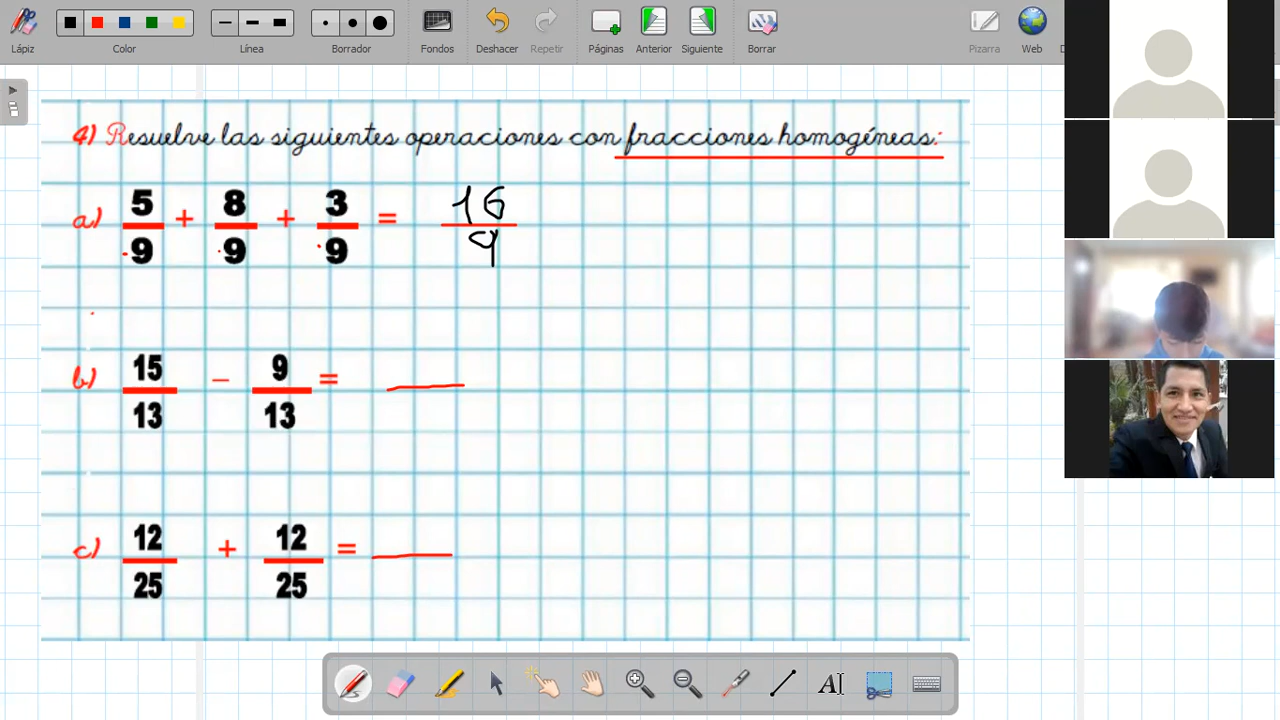 Lápiz Color Línea Borrador Fondos Deshacer Repetir Páginas Anterior Siguiente Borrar Pizarra Web
4) Resuelve las siguientes operaciones con fracciones homogéneas:
a) 5/9 + 8/9 + 3/9 = 16/9
b) 15/13 - 9/13 =
c) 12/25 + 12/25 =